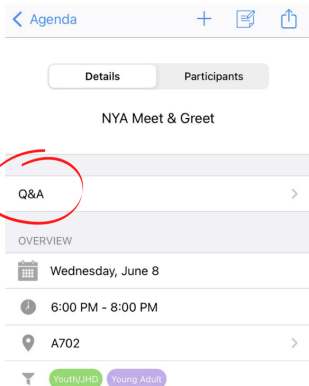 Agenda
Details Participants
NYA Meet & Greet
Q&A
OVERVIEW
Wednesday, June 8
6:00 PM - 8:00 PM
A702
Youth/JHD Young Adult